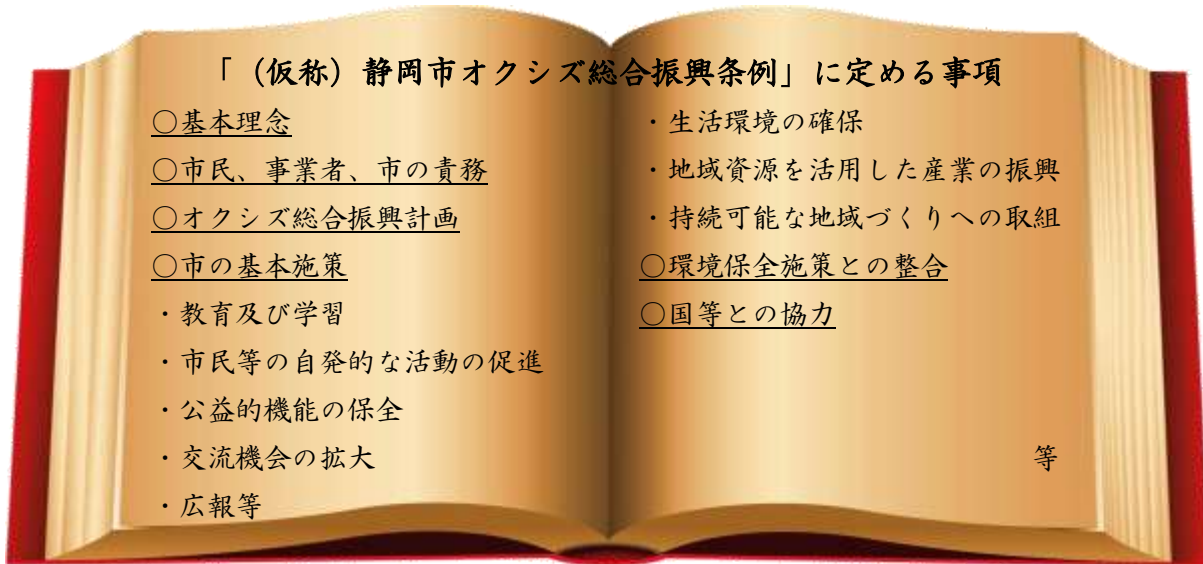 「（仮称）静岡市オクシズ総合振興条例」に定める事項
○基本理念
○市民、事業者、市の責務
○オクシズ総合振興計画
○市の基本施策
・教育及び学習
・市民等の自発的な活動の促進
・公益的機能の保全
・交流機会の拡大
・広報等
・生活環境の確保
・地域資源を活用した産業の振興
・持続可能な地域づくりへの取組
○環境保全施策との整合
○国等との協力
等